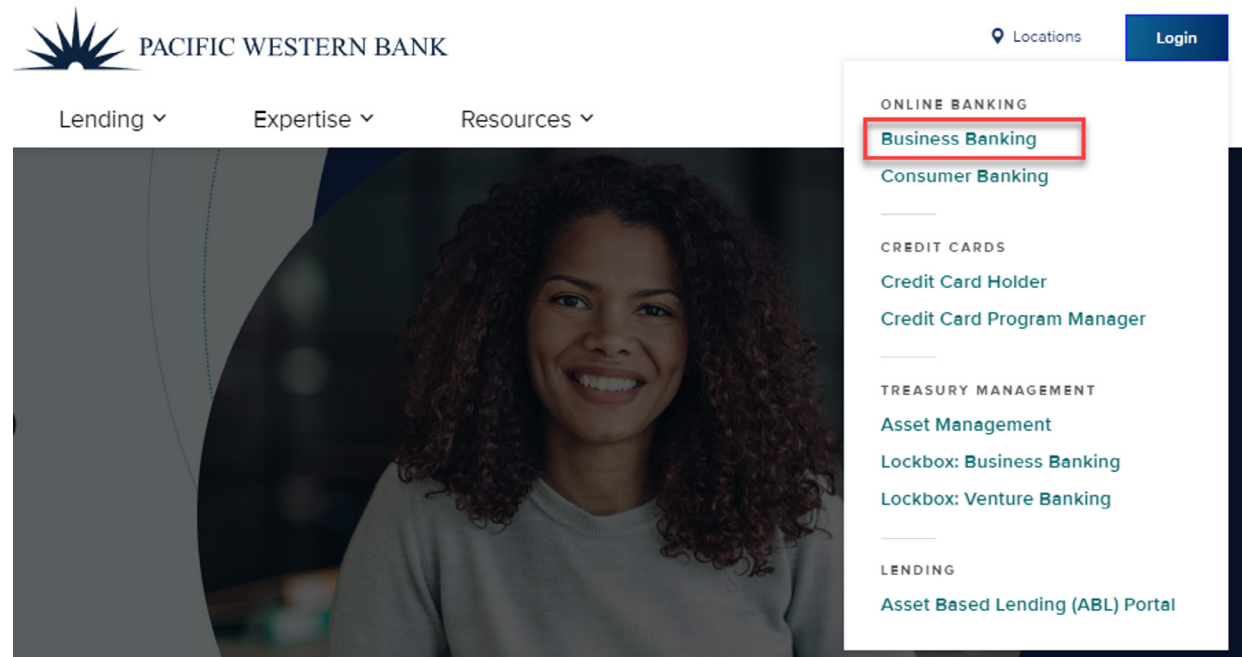 PACIFIC WESTERN BANK
Locations
Login
Lending
Expertise
Resources
ONLINE BANKING
Business Banking
Consumer Banking
CREDIT CARDS
Credit Card Holder
Credit Card Program Manager
TREASURY MANAGEMENT
Asset Management
Lockbox: Business Banking
Lockbox: Venture Banking
LENDING
Asset Based Lending (ABL) Portal